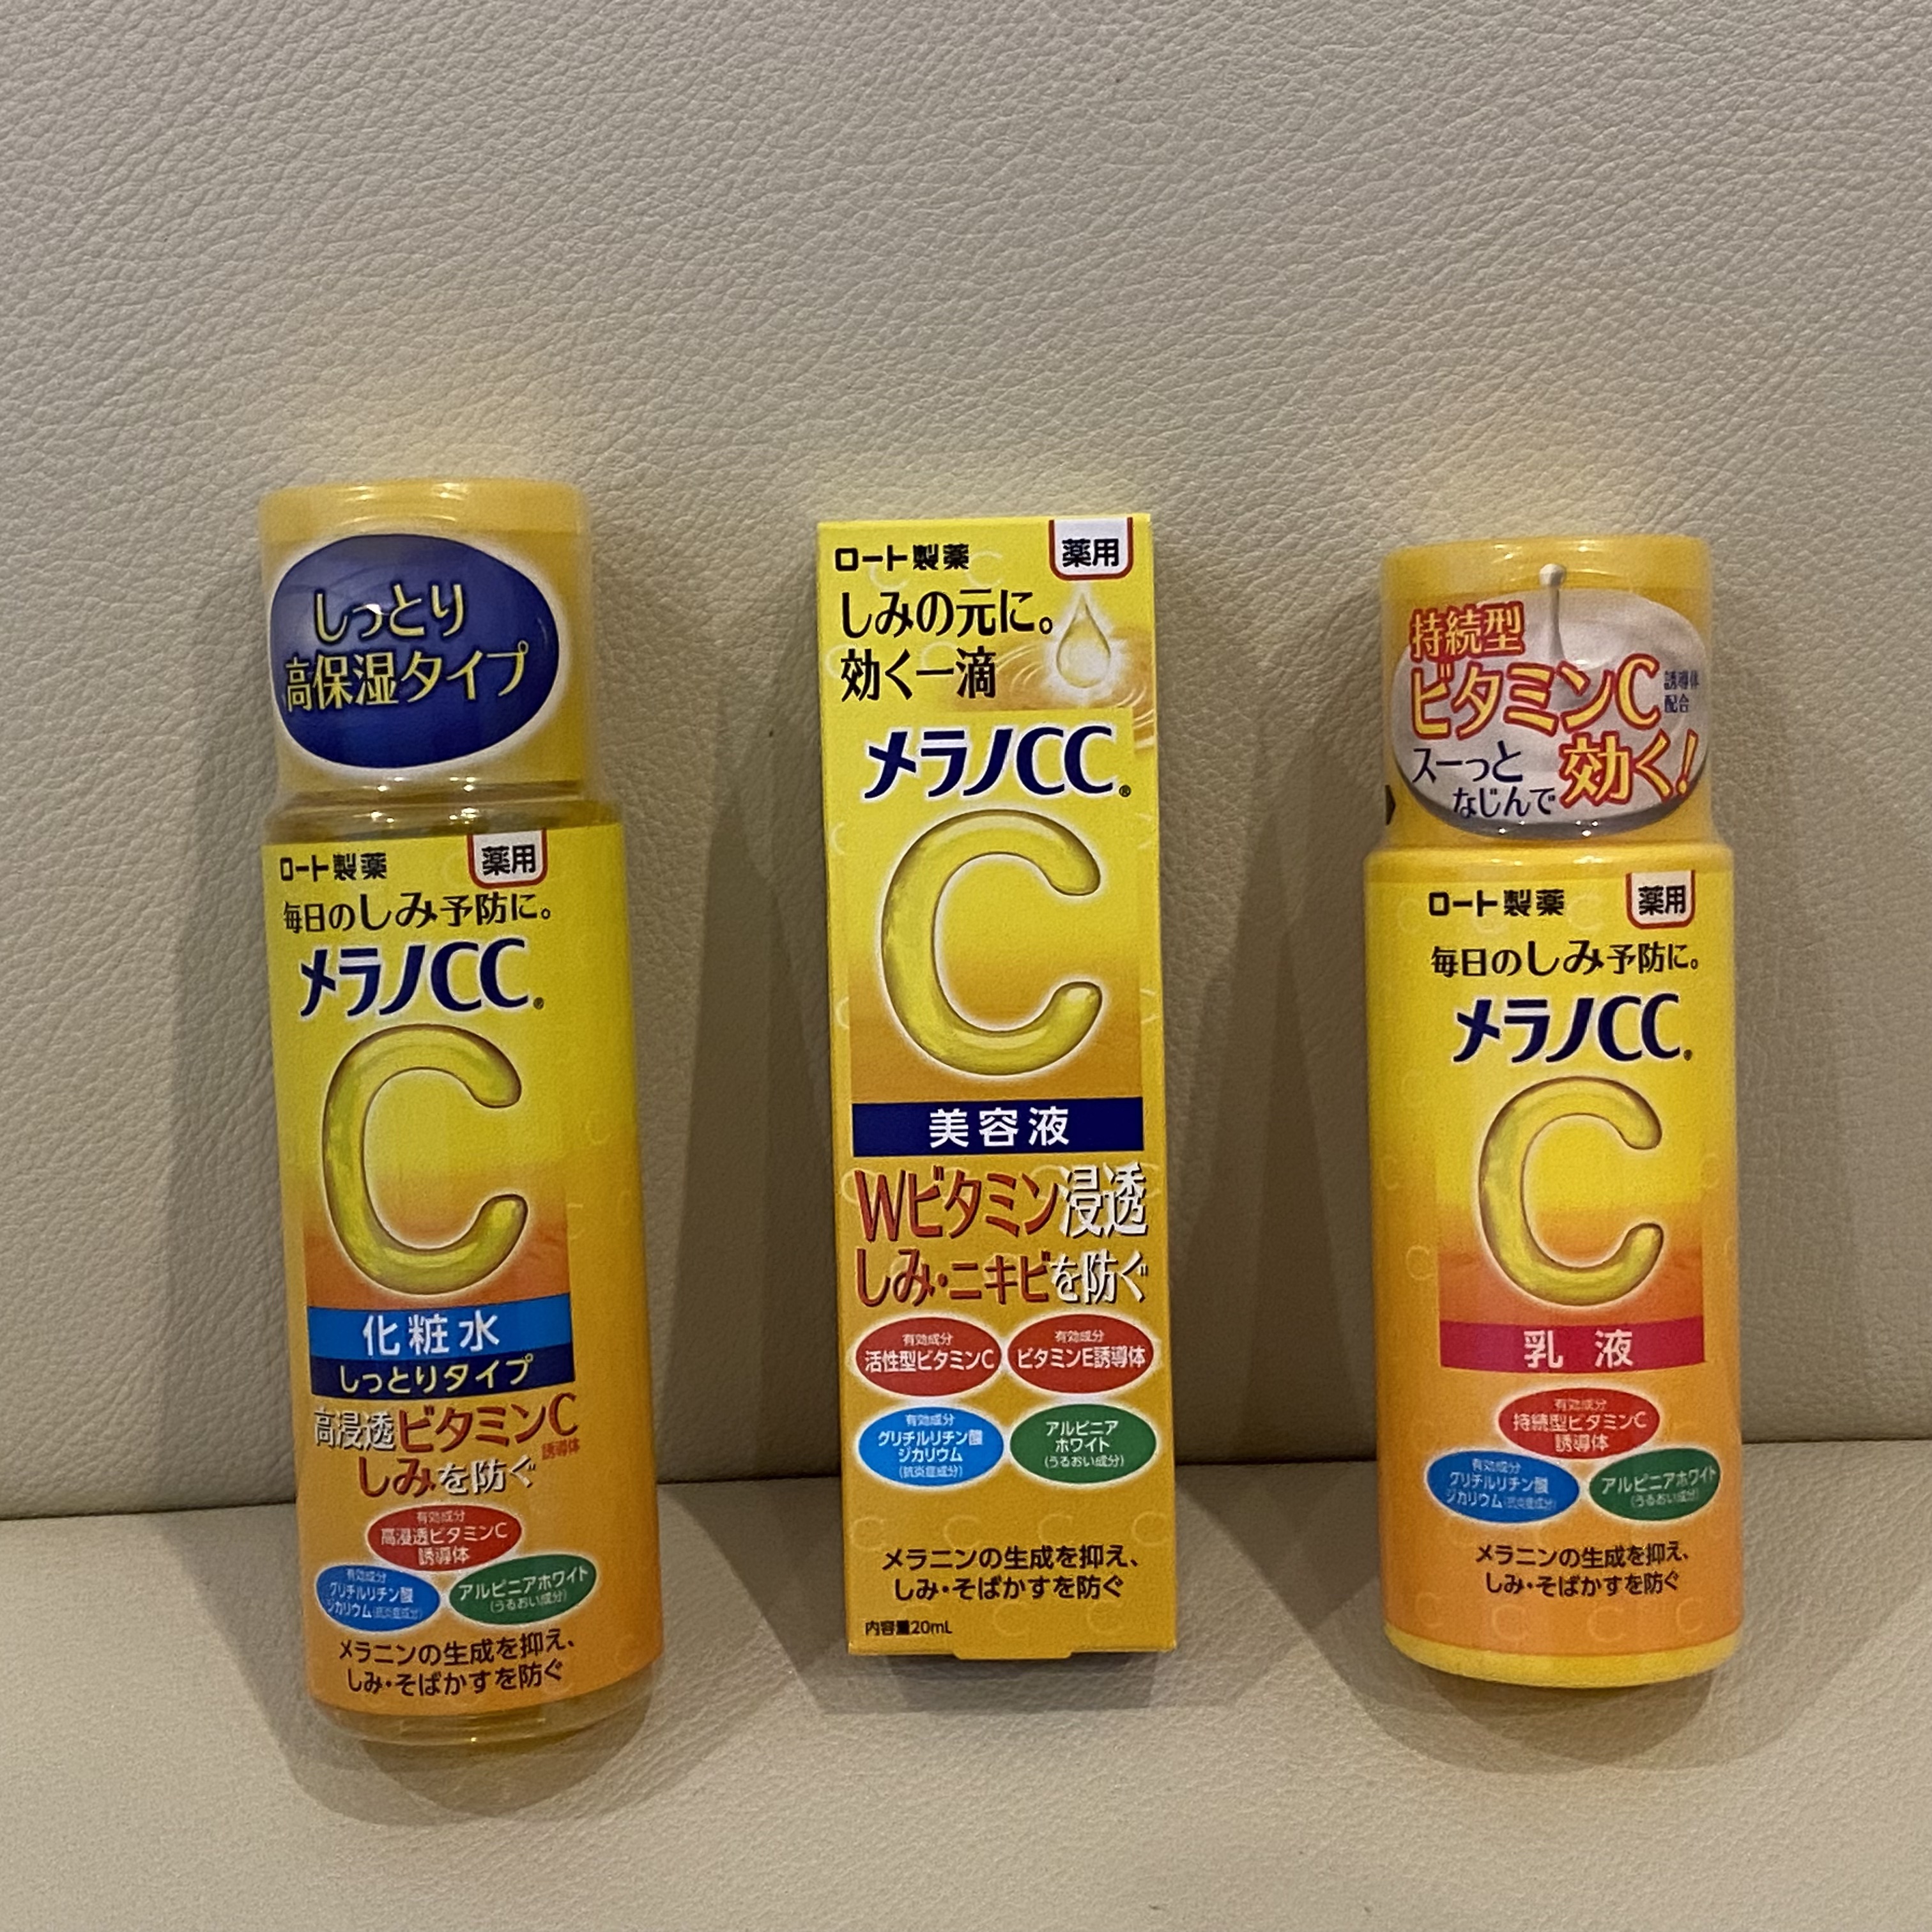 しっとり
高保湿タイプ
ロート製薬
薬用
毎日のしみ予防に。
メラノCC®
C
化粧水
しっとりタイプ
高浸透ビタミンC
誘導体
しみを防ぐ
有効成分
高浸透ビタミンC
誘導体
有効成分
グリチルリチン酸
ジカリウム(抗炎症成分)
アルピニアホワイト
(うるおい成分)
メラニンの生成を抑え、
しみ・そばかすを防ぐ
ロート製薬
薬用
しみの元に。
効く一滴
メラノCC®
C
美容液
Wビタミン浸透
しみ・ニキビを防ぐ
有効成分
活性型ビタミンC
有効成分
ビタミンE誘導体
有効成分
グリチルリチン酸
ジカリウム
(抗炎症成分)
アルピニア
ホワイト
(うるおい成分)
メラニンの生成を抑え、
しみ・そばかすを防ぐ
内容量20mL
持続型
ビタミンC
誘導体
配合
スーっと
なじんで
効く!
ロート製薬
薬用
毎日のしみ予防に。
メラノCC®
C
乳液
有効成分
持続型ビタミンC
誘導体
有効成分
グリチルリチン酸
ジカリウム(抗炎症成分)
アルピニアホワイト
(うるおい成分)
メラニンの生成を抑え、
しみ・そばかすを防ぐ